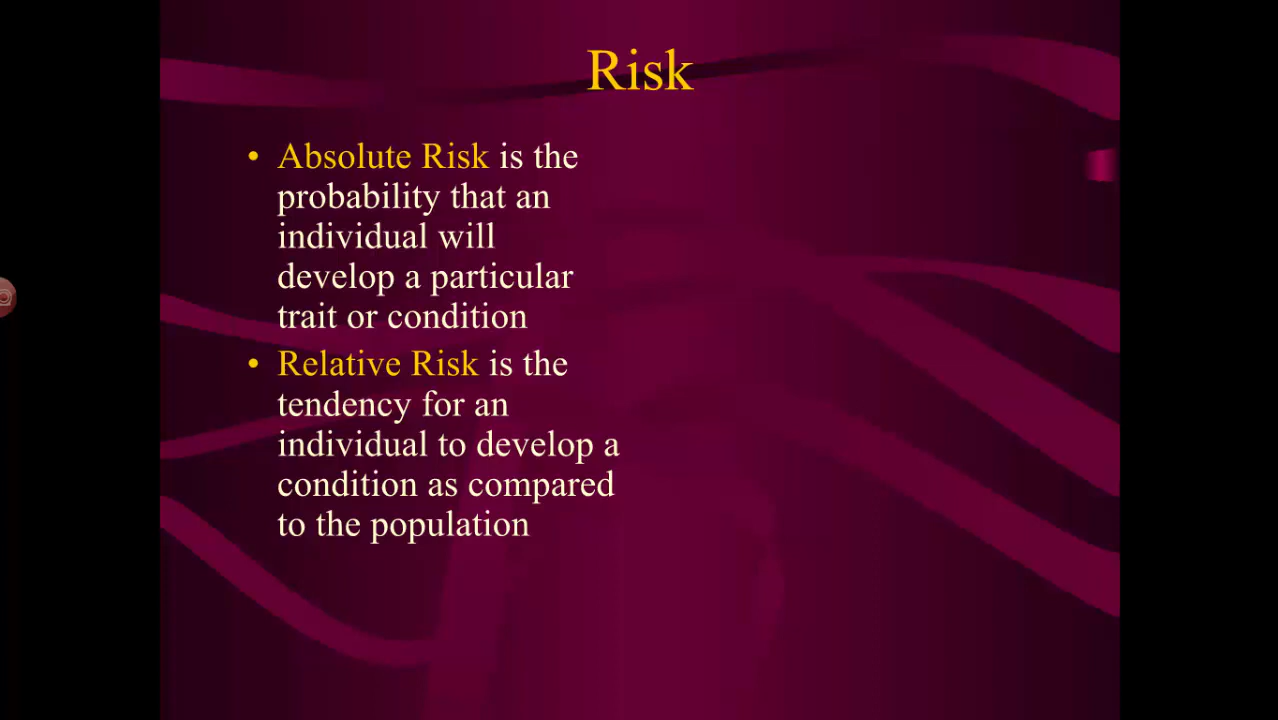 Risk
• Absolute Risk is the
probability that an
individual will
develop a particular
trait or condition
• Relative Risk is the
tendency for an
individual to develop a
condition as compared
to the population